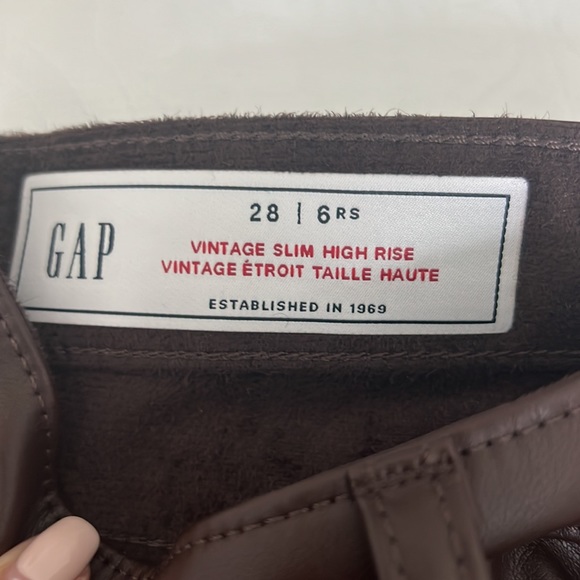 GAP
28 | 6RS
VINTAGE SLIM HIGH RISE
VINTAGE ÉTROIT TAILLE HAUTE
ESTABLISHED IN 1969